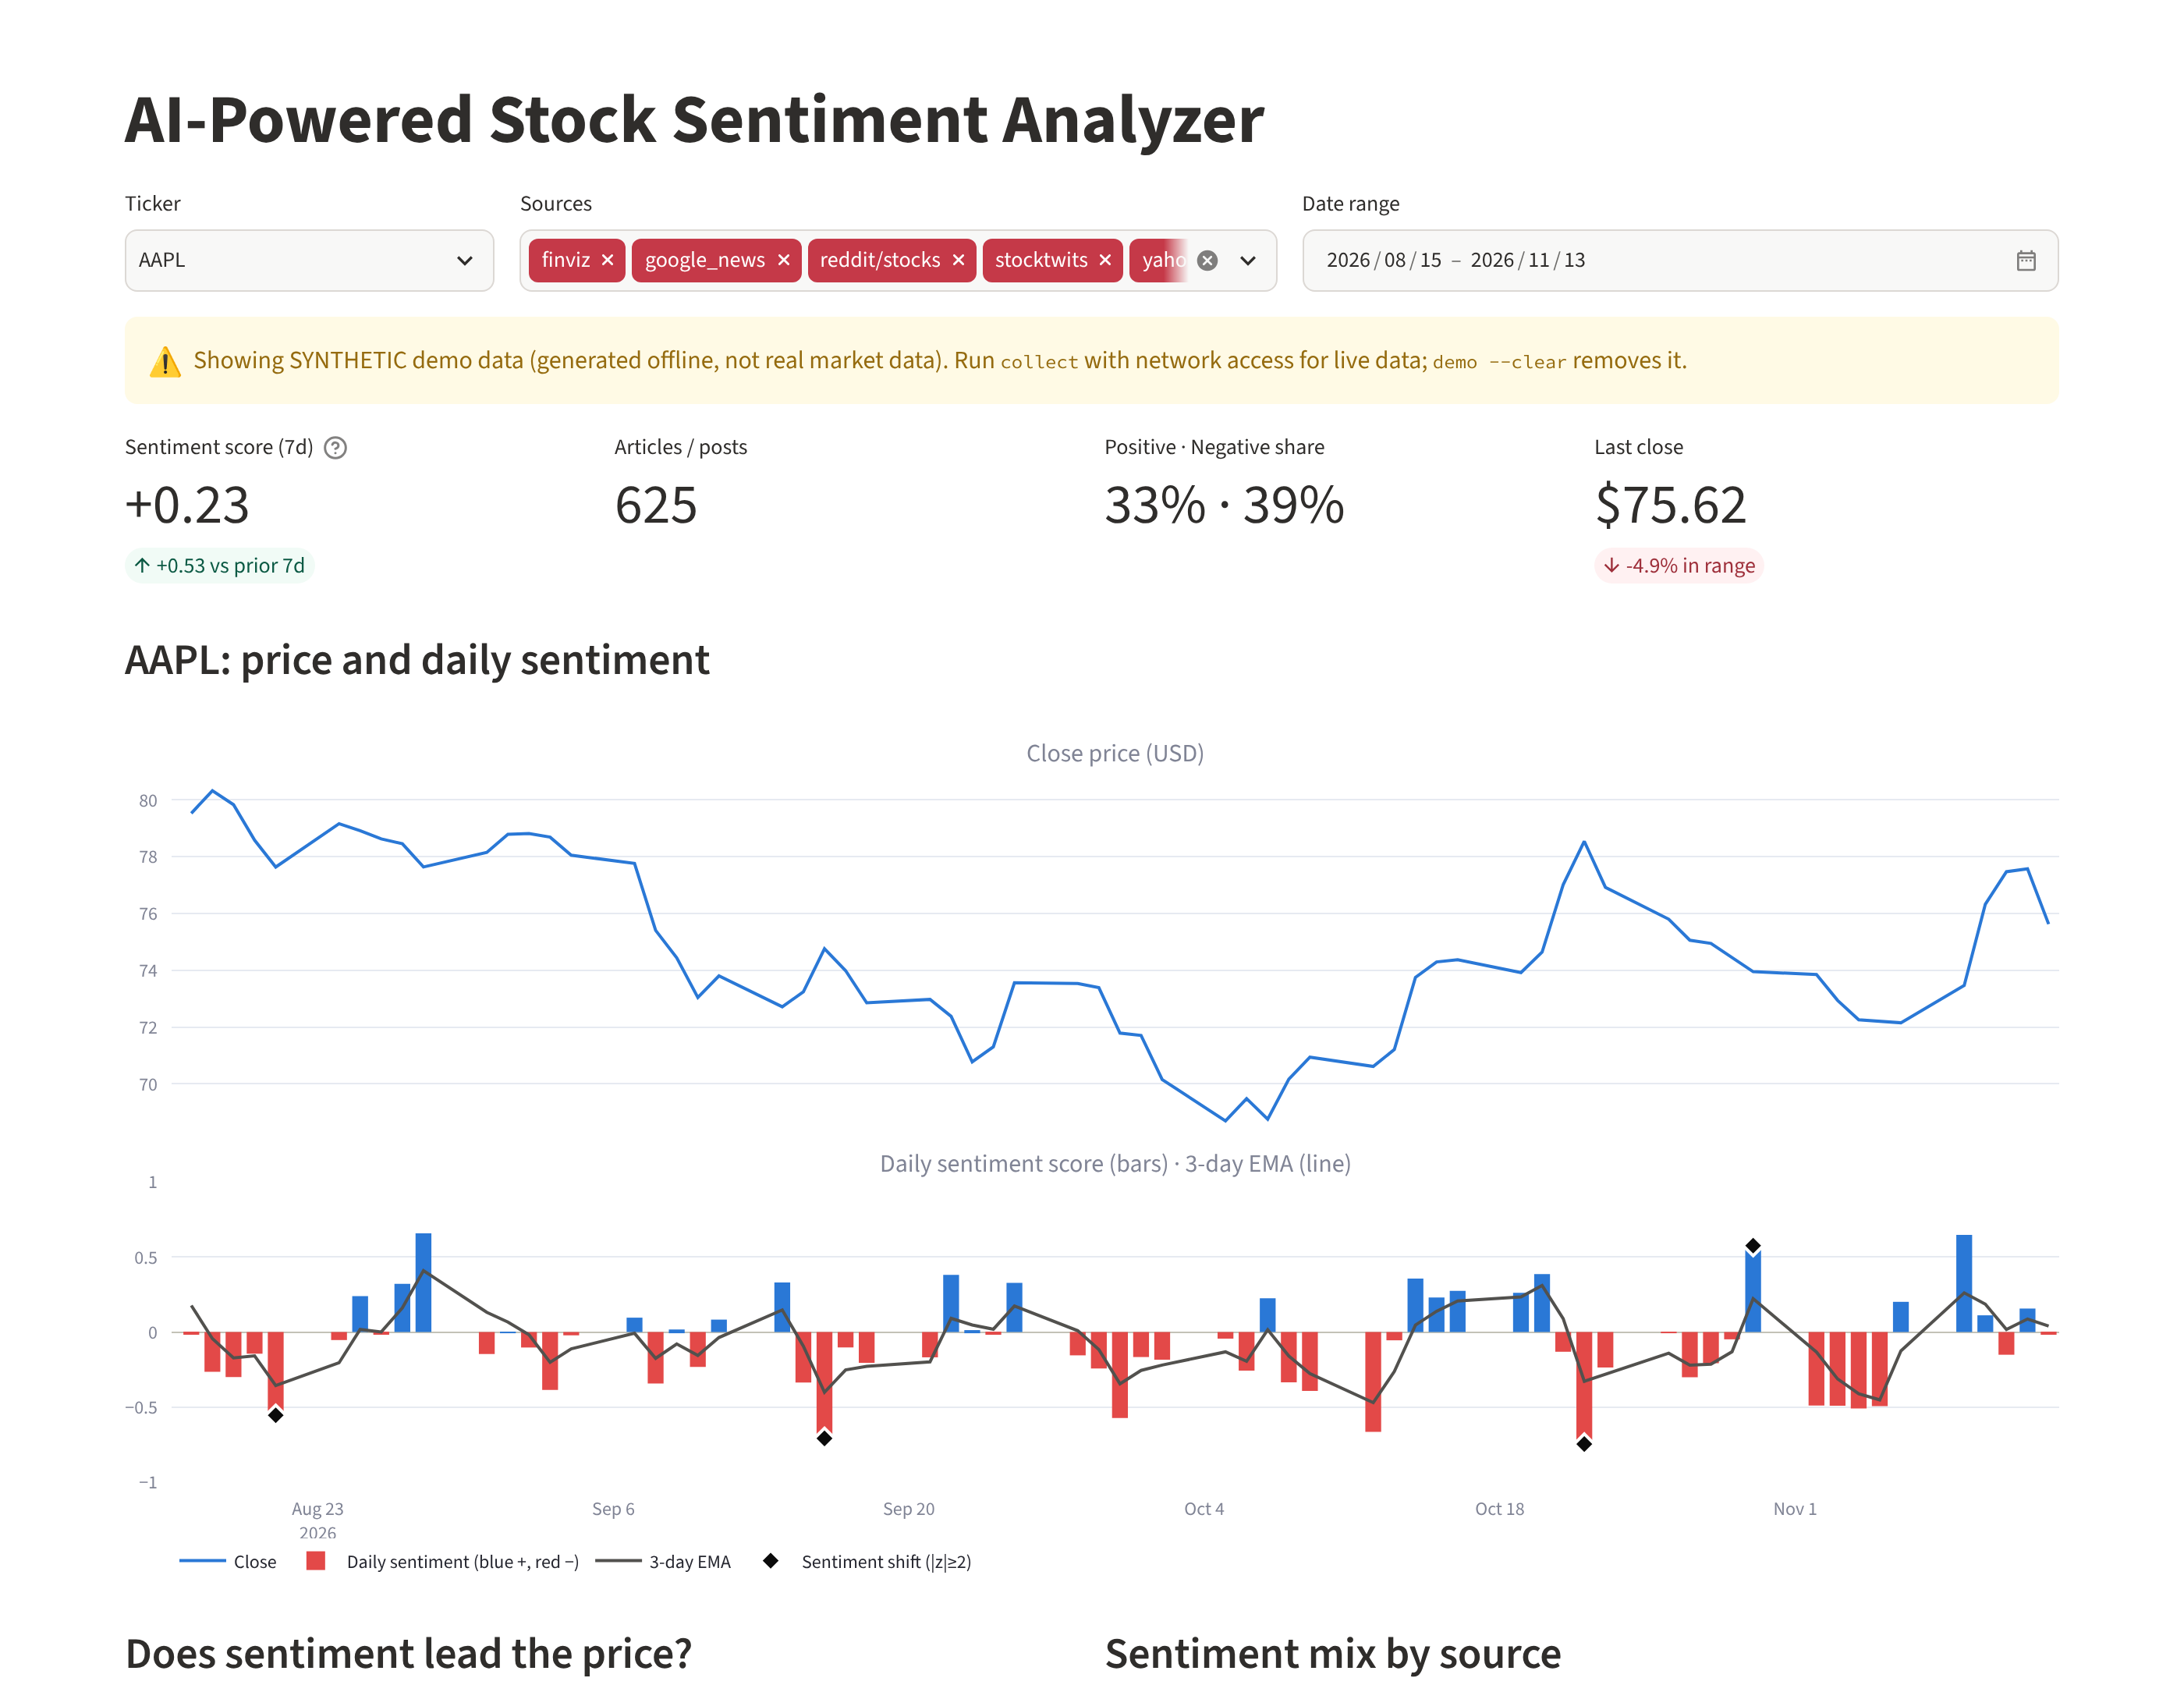 AI-Powered Stock Sentiment Analyzer
Ticker
Sources
Date range
AAPL
finviz
google_news
reddit/stocks
stocktwits
yaho
2026/08/15 – 2026/11/13
Showing SYNTHETIC demo data (generated offline, not real market data). Run collect with network access for live data; demo --clear removes it.
Sentiment score (7d)
+0.23
↑ +0.53 vs prior 7d
Articles / posts
625
Positive · Negative share
33% · 39%
Last close
$75.62
↓ -4.9% in range
AAPL: price and daily sentiment
Close price (USD)
80
78
76
74
72
70
Daily sentiment score (bars) · 3-day EMA (line)
1
0.5
0
−0.5
−1
Aug 23
2026
Sep 6
Sep 20
Oct 4
Oct 18
Nov 1
Close
Daily sentiment (blue +, red −)
3-day EMA
Sentiment shift (|z|≥2)
Does sentiment lead the price?
Sentiment mix by source